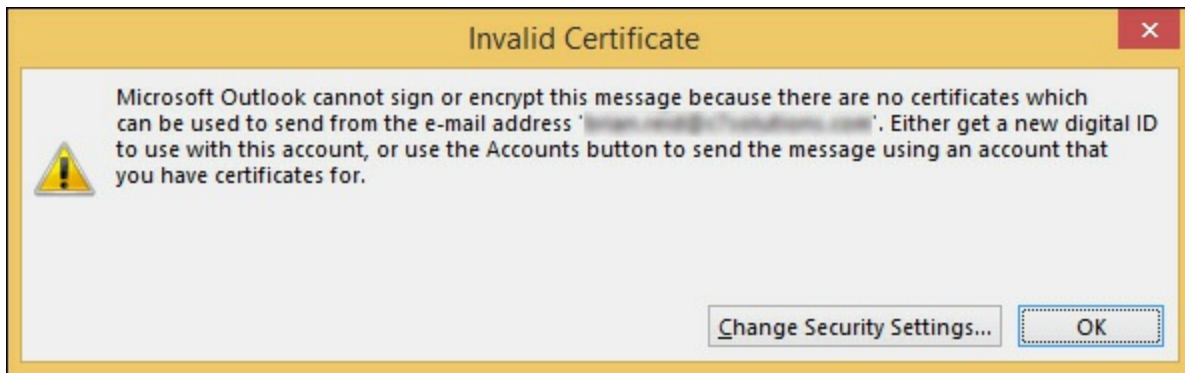 Invalid Certificate
Microsoft Outlook cannot sign or encrypt this message because there are no certificates which
can be used to send from the e-mail address ' '. Either get a new digital ID
to use with this account, or use the Accounts button to send the message using an account that
you have certificates for.
Change Security Settings... OK